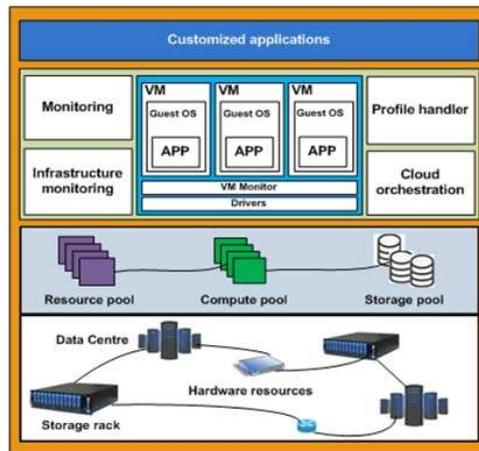 Customized applications
Monitoring
Infrastructure
monitoring
VM
Guest OS
APP
VM
Guest OS
APP
VM
Guest OS
APP
VM Monitor
Drivers
Profile handler
Cloud
orchestration
Resource pool
Compute pool
Storage pool
Data Centre
Hardware resources
Storage rack